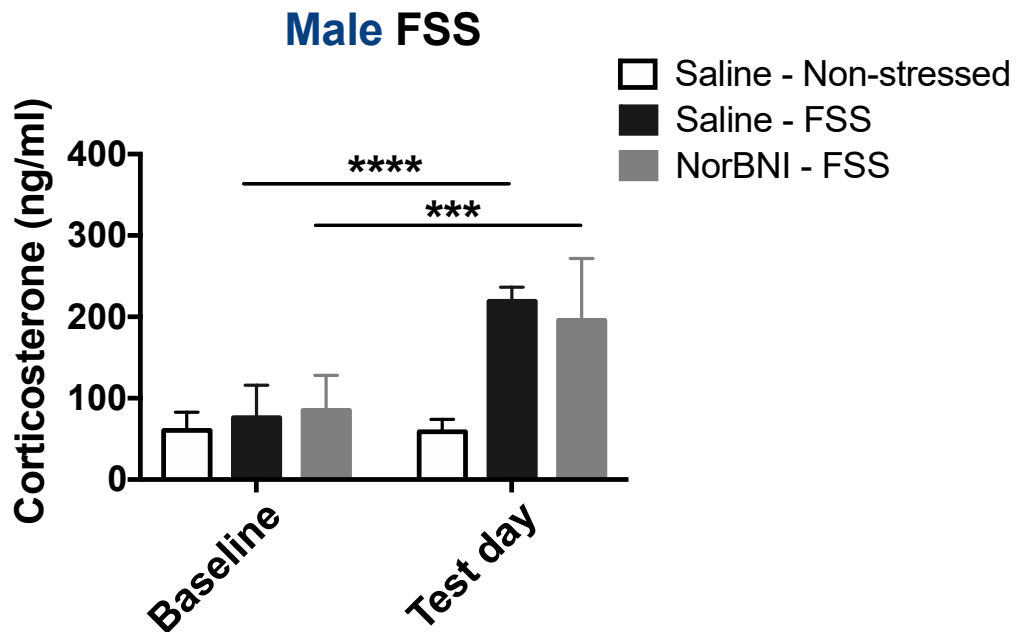 Male FSS
Saline - Non-stressed
Saline - FSS
NorBNI - FSS
Corticosterone (ng/ml)
400
300
200
100
0
****
***
Baseline
Test day